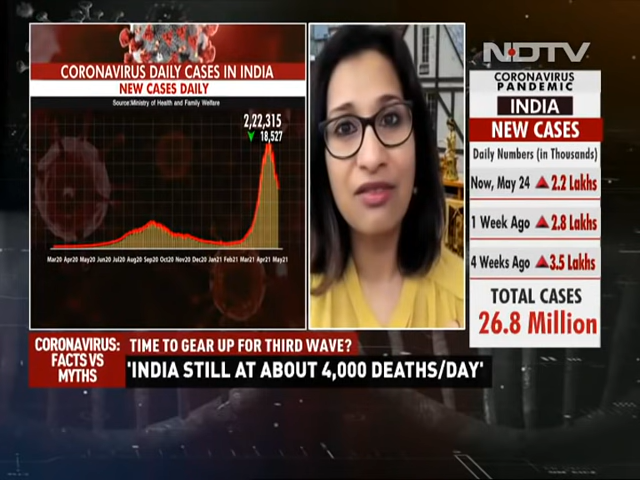 CORONAVIRUS DAILY CASES IN INDIA
NEW CASES DAILY
Source:Ministry of Health and Family Welfare
2,22,315
18,527
Mar20 Apr20 May20 Jun20 Jul20 Aug20 Sep20 Oct20 Nov20 Dec20 Jan21 Feb21 Mar21 Apr21 May21
NDTV
CORONAVIRUS
PANDEMIC
INDIA
NEW CASES
Daily Numbers (in Thousands)
Now, May 24 2.2 Lakhs
1 Week Ago 2.8 Lakhs
4 Weeks Ago 3.5 Lakhs
TOTAL CASES
26.8 Million
CORONAVIRUS:
FACTS VS
MYTHS
TIME TO GEAR UP FOR THIRD WAVE?
'INDIA STILL AT ABOUT 4,000 DEATHS/DAY'